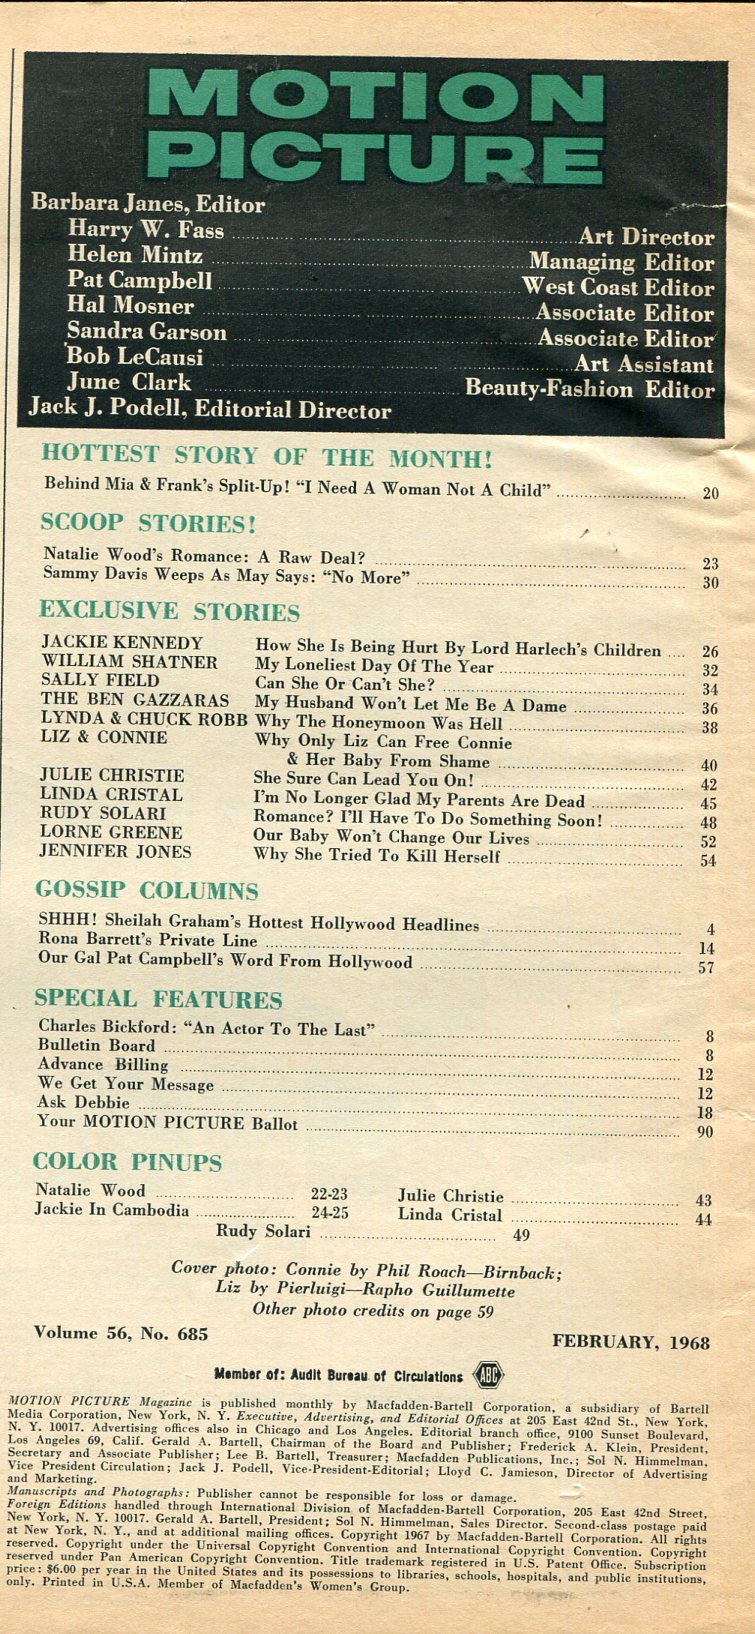 MOTION
PICTURE
Barbara Janes, Editor
Harry W. Fass ... Art Director
Helen Mintz ... Managing Editor
Pat Campbell ... West Coast Editor
Hal Mosner ... Associate Editor
Sandra Garson ... Associate Editor
Bob LeCausi ... Art Assistant
June Clark ... Beauty-Fashion Editor
Jack J. Podell, Editorial Director
HOTTEST STORY OF THE MONTH!
Behind Mia & Frank's Split-Up! "I Need A Woman Not A Child" ... 20
SCOOP STORIES!
Natalie Wood's Romance: A Raw Deal? ... 23
Sammy Davis Weeps As May Says: "No More" ... 30
EXCLUSIVE STORIES
JACKIE KENNEDY How She Is Being Hurt By Lord Harlech's Children ... 26
WILLIAM SHATNER My Loneliest Day Of The Year ... 32
SALLY FIELD Can She Or Can't She? ... 34
THE BEN GAZZARAS My Husband Won't Let Me Be A Dame ... 36
LYNDA & CHUCK ROBB Why The Honeymoon Was Hell ... 38
LIZ & CONNIE Why Only Liz Can Free Connie
& Her Baby From Shame ... 40
JULIE CHRISTIE She Sure Can Lead You On! ... 42
LINDA CRISTAL I'm No Longer Glad My Parents Are Dead ... 45
RUDY SOLARI Romance? I'll Have To Do Something Soon! ... 48
LORNE GREENE Our Baby Won't Change Our Lives ... 52
JENNIFER JONES Why She Tried To Kill Herself ... 54
GOSSIP COLUMNS
SHHH! Sheilah Graham's Hottest Hollywood Headlines ... 4
Rona Barrett's Private Line ... 14
Our Gal Pat Campbell's Word From Hollywood ... 57
SPECIAL FEATURES
Charles Bickford: "An Actor To The Last" ... 8
Bulletin Board ... 8
Advance Billing ... 12
We Get Your Message ... 12
Ask Debbie ... 18
Your MOTION PICTURE Ballot ... 90
COLOR PINUPS
Natalie Wood ... 22-23 Julie Christie ... 43
Jackie In Cambodia ... 24-25 Linda Cristal ... 44
Rudy Solari ... 49
Cover photo: Connie by Phil Roach—Birnback;
Liz by Pierluigi—Rapho Guillumette
Other photo credits on page 59
Volume 56, No. 685 FEBRUARY, 1968
Member of: Audit Bureau of Circulations ABC
MOTION PICTURE Magazine is published monthly by Macfadden-Bartell Corporation, a subsidiary of Bartell
Media Corporation, New York, N. Y. Executive, Advertising, and Editorial Offices at 205 East 42nd St., New York,
N. Y. 10017. Advertising offices also in Chicago and Los Angeles. Editorial branch office, 9100 Sunset Boulevard,
Los Angeles 69, Calif. Gerald A. Bartell, Chairman of the Board and Publisher; Frederick A. Klein, President,
Secretary and Associate Publisher; Lee B. Bartell, Treasurer; Macfadden Publications, Inc.; Sol N. Himmelman,
Vice President Circulation; Jack J. Podell, Vice-President-Editorial; Lloyd C. Jamieson, Director of Advertising
and Marketing.
Manuscripts and Photographs: Publisher cannot be responsible for loss or damage.
Foreign Editions handled through International Division of Macfadden-Bartell Corporation, 205 East 42nd Street,
New York, N. Y. 10017. Gerald A. Bartell, President; Sol N. Himmelman, Sales Director. Second-class postage paid
at New York, N. Y., and at additional mailing offices. Copyright 1967 by Macfadden-Bartell Corporation. All rights
reserved. Copyright under the Universal Copyright Convention and International Copyright Convention. Copyright
reserved under Pan American Copyright Convention. Title trademark registered in U.S. Patent Office. Subscription
price: $6.00 per year in the United States and its possessions to libraries, schools, hospitals, and public institutions,
only. Printed in U.S.A. Member of Macfadden's Women's Group.